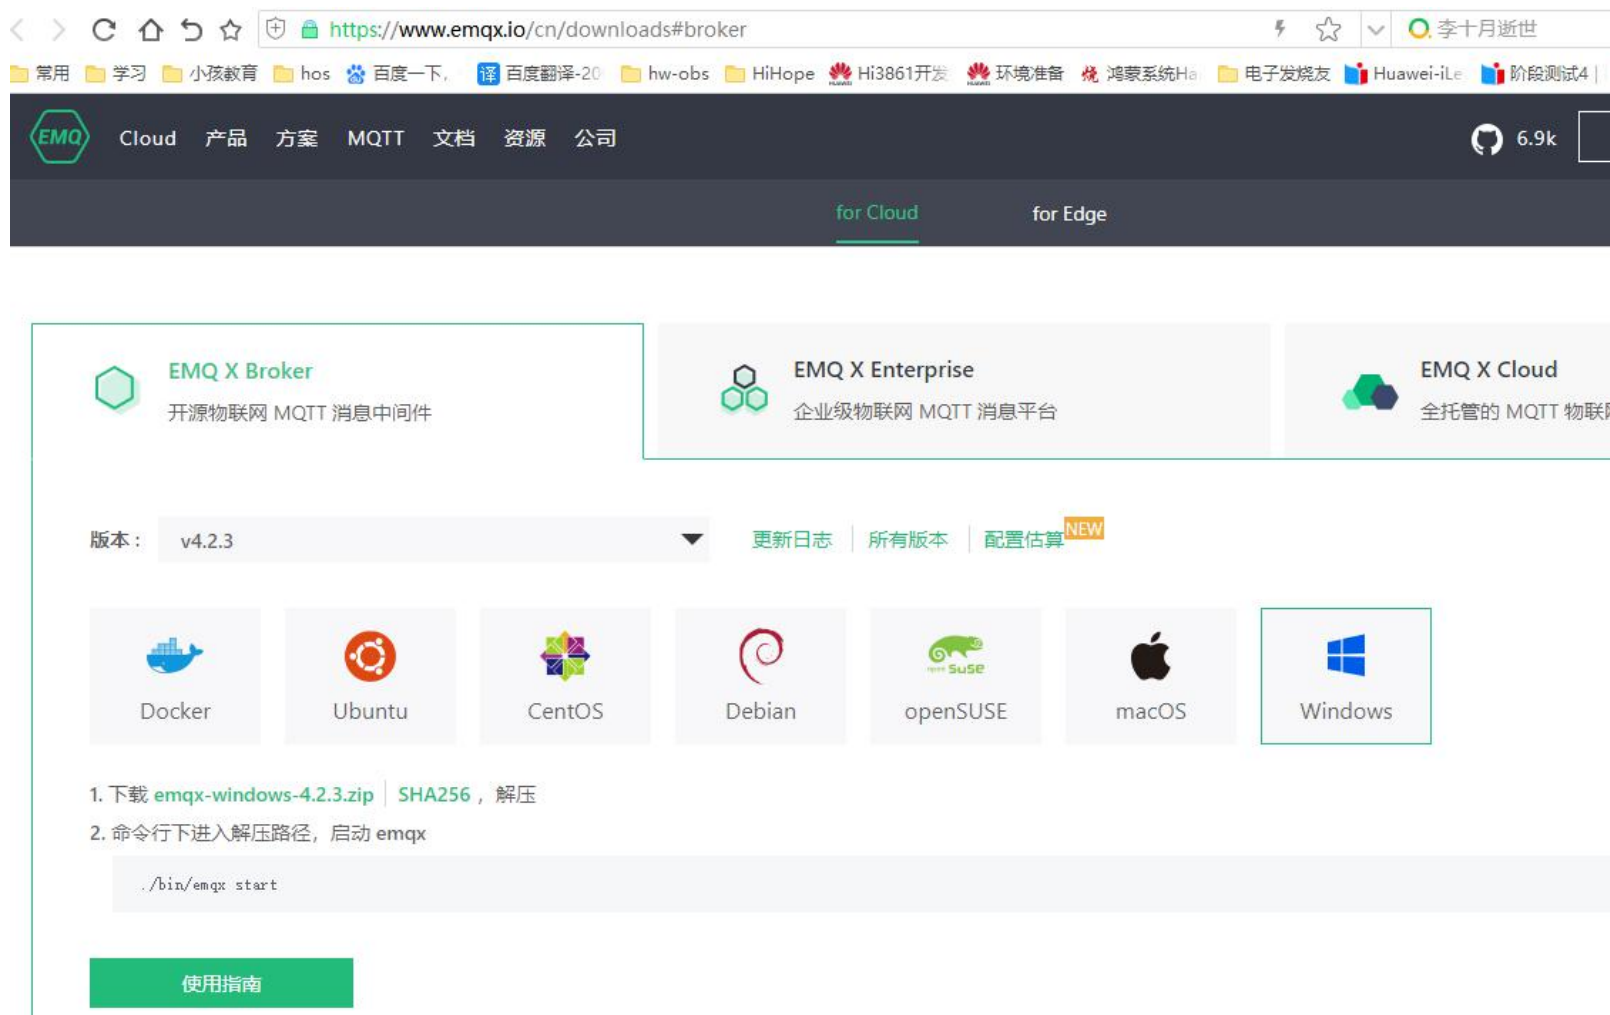 https://www.emqx.io/cn/downloads#broker 李十月逝世
常用 学习 小孩教育 hos 百度一下, 译 百度翻译-20 hw-obs HiHope Hi3861开发 环境准备 鸿蒙系统Ha 电子发烧友 Huawei-iLe 阶段测试4 |
EMQ Cloud 产品 方案 MQTT 文档 资源 公司 6.9k
for Cloud for Edge
EMQ X Broker
开源物联网 MQTT 消息中间件
EMQ X Enterprise
企业级物联网 MQTT 消息平台
EMQ X Cloud
全托管的 MQTT 物联
版本: v4.2.3 更新日志 所有版本 配置估算 NEW
Docker Ubuntu CentOS Debian openSUSE macOS Windows
1. 下载 emqx-windows-4.2.3.zip SHA256 , 解压
2. 命令行下进入解压路径, 启动 emqx
./bin/emqx start
使用指南